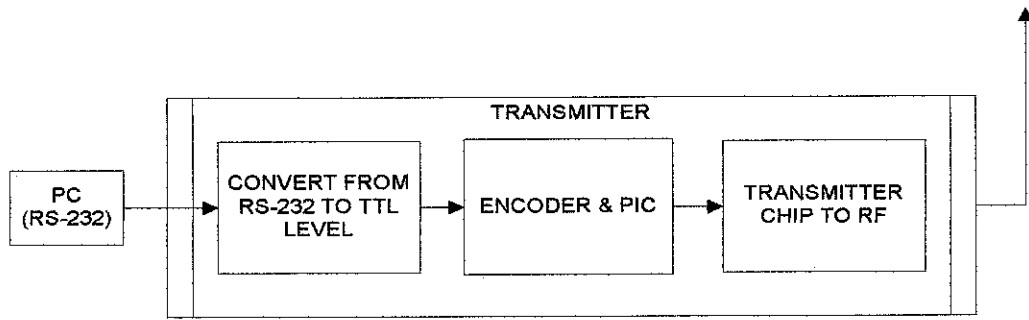 TRANSMITTER
PC
(RS-232)
CONVERT FROM
RS-232 TO TTL
LEVEL
ENCODER & PIC
TRANSMITTER
CHIP TO RF